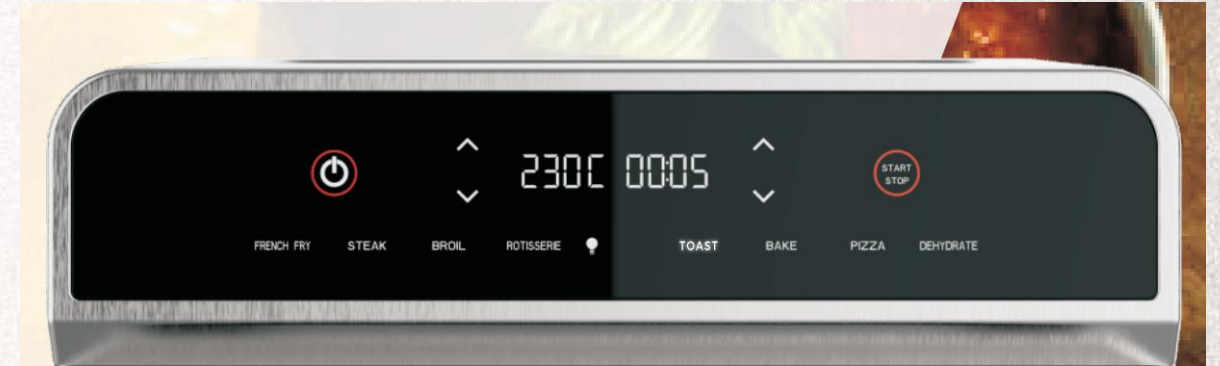 230C 00:05
START
STOP
FRENCH FRY STEAK BROIL ROTISSERIE TOAST BAKE PIZZA DEHYDRATE